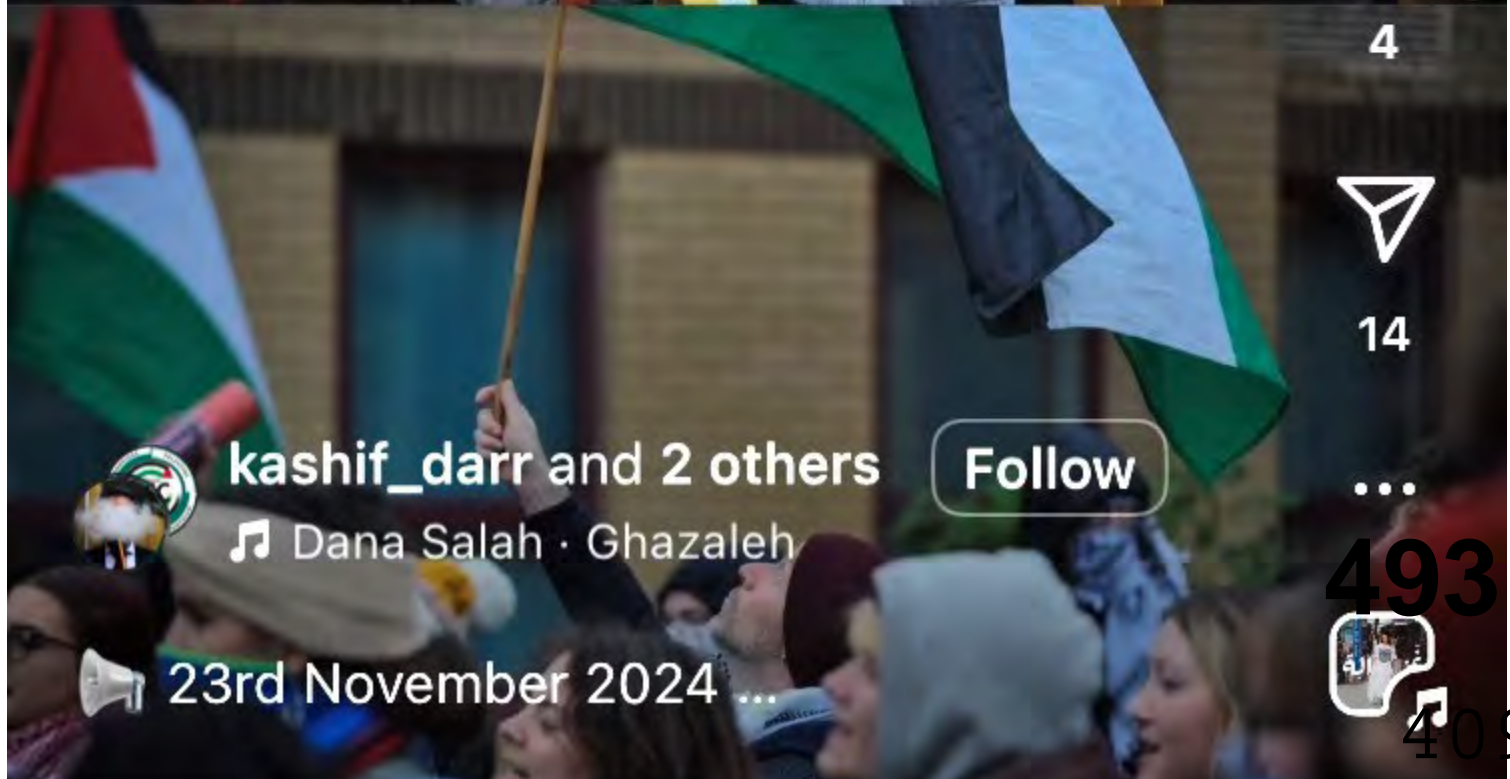 4
14
kashif_darr and 2 others
Follow
Dana Salah · Ghazaleh
...
493
23rd November 2024 ...